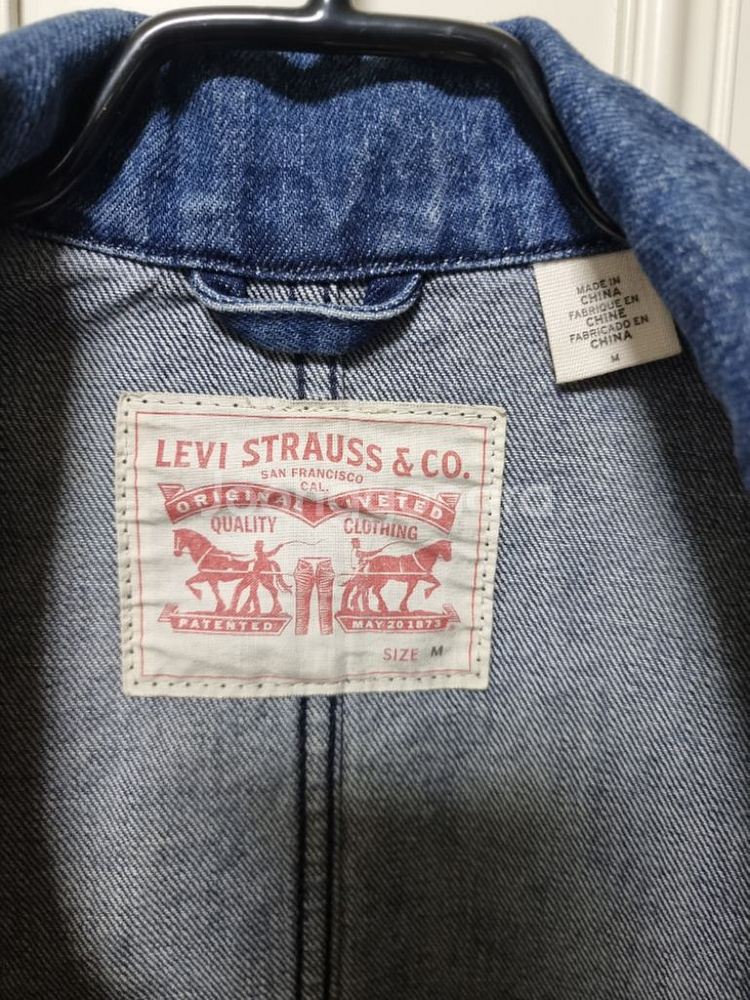 MADE IN
CHINA
FABRIQUE EN
CHINE
FABRICADO EN
CHINA
M
LEVI STRAUSS & CO.
SAN FRANCISCO
CAL.
ORIGINAL RIVETED
QUALITY CLOTHING
PATENTED MAY 20 1873
SIZE M